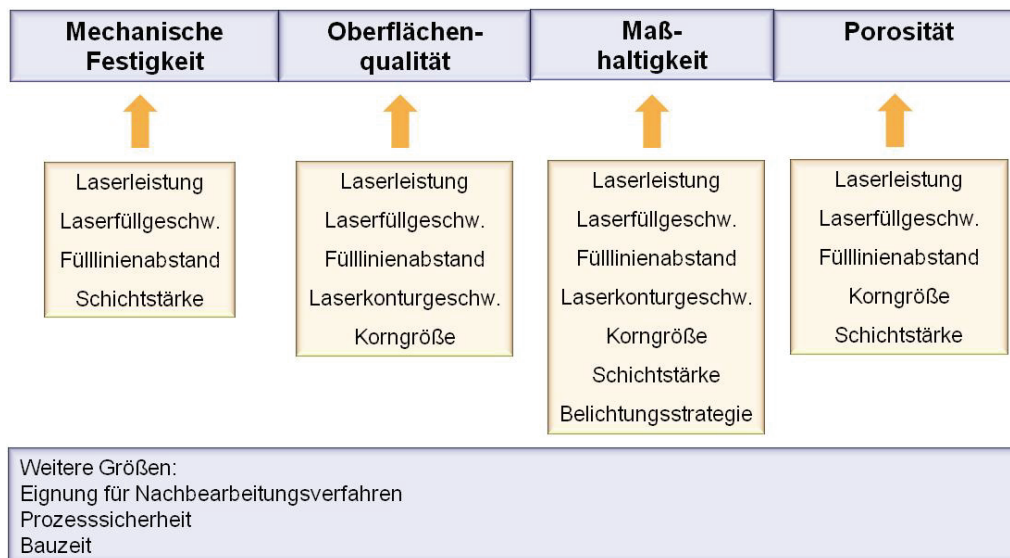 Mechanische
Festigkeit
Oberflächen-
qualität
Maß-
haltigkeit
Porosität
Laserleistung
Laserfüllgeschw.
Fülllinienabstand
Schichtstärke
Laserleistung
Laserfüllgeschw.
Fülllinienabstand
Laserkonturgeschw.
Korngröße
Laserleistung
Laserfüllgeschw.
Fülllinienabstand
Laserkonturgeschw.
Korngröße
Schichtstärke
Belichtungsstrategie
Laserleistung
Laserfüllgeschw.
Fülllinienabstand
Korngröße
Schichtstärke
Weitere Größen:
Eignung für Nachbearbeitungsverfahren
Prozesssicherheit
Bauzeit